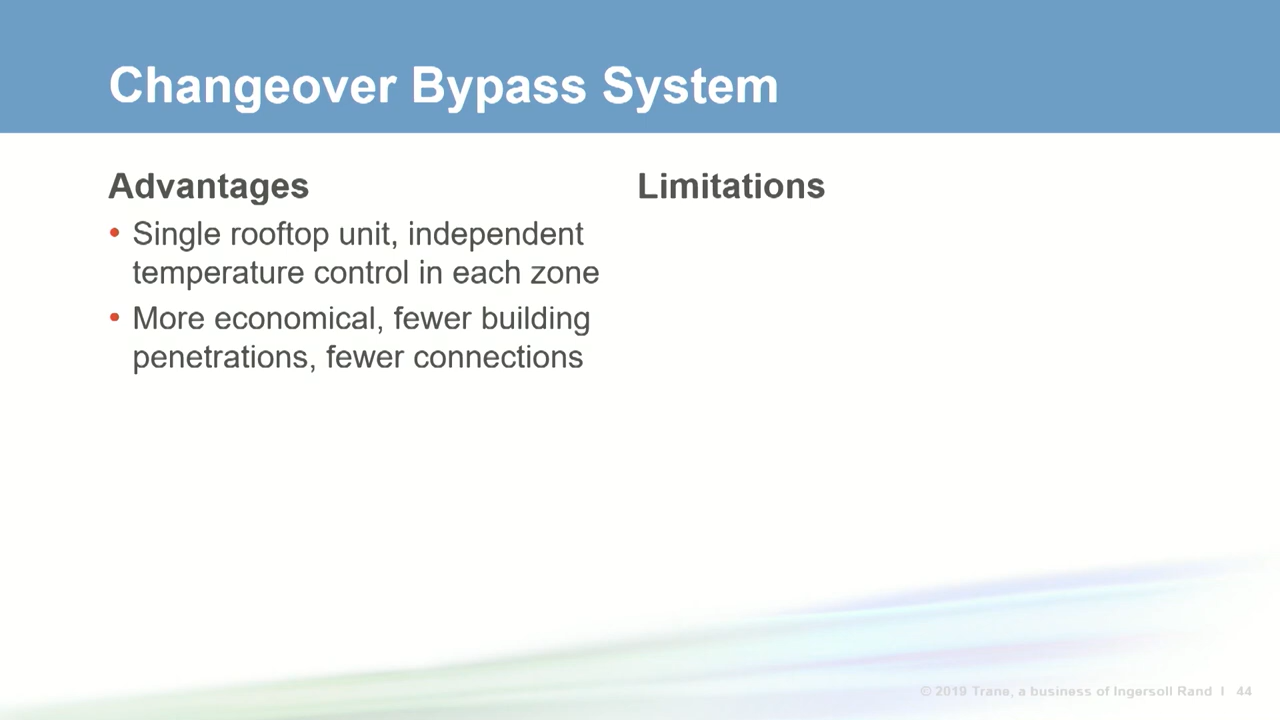 Changeover Bypass System
Advantages
• Single rooftop unit, independent
temperature control in each zone
• More economical, fewer building
penetrations, fewer connections
Limitations
© 2019 Trane, a business of Ingersoll Rand | 44